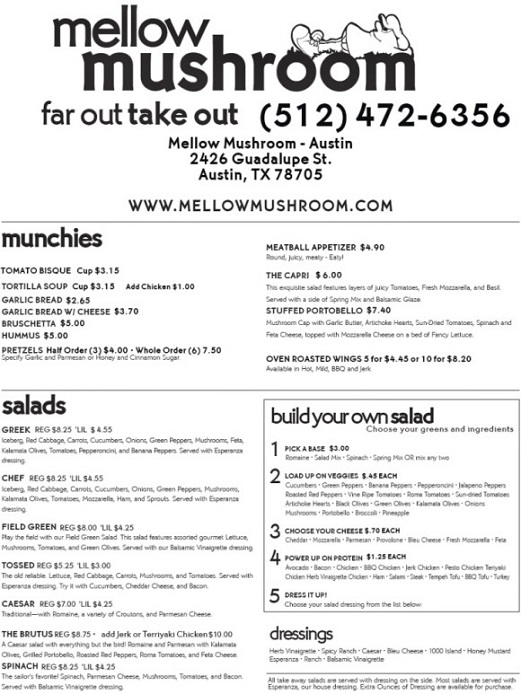 mellow
mushroom
far out take out (512) 472-6356
Mellow Mushroom - Austin
2426 Guadalupe St.
Austin, TX 78705
WWW.MELLOWMUSHROOM.COM
munchies
TOMATO BISQUE Cup $3.15
TORTILLA SOUP Cup $3.15 Add Chicken $1.00
GARLIC BREAD $2.65
GARLIC BREAD W/ CHEESE $3.70
BRUSCHETTA $5.00
HUMMUS $5.00
PRETZELS Half Order (3) $4.00 • Whole Order (6) 7.50
Specify Garlic and Parmesan or Honey and Cinnamon Sugar
MEATBALL APPETIZER $4.90
Round, juicy, meaty - Eaty!
THE CAPRI $6.00
This exquisite salad features layers of juicy Tomatoes, Fresh Mozzarella, and Basil.
Served with a side of Spring Mix and Balsamic Glaze.
STUFFED PORTOBELLO $7.40
Mushroom Cap with Garlic Butter, Artichoke Hearts, Sun-Dried Tomatoes, Spinach and
Feta Cheese, topped with Mozzarella Cheese on a bed of Fancy Lettuce.
OVEN ROASTED WINGS 5 for $4.45 or 10 for $8.20
Available in Hot, Mild, BBQ and Jerk
salads
GREEK REG $8.25 'LIL $4.55
Iceberg, Red Cabbage, Carrots, Cucumbers, Onions, Green Peppers, Mushrooms, Feta,
Kalamata Olives, Tomatoes, Pepperoncini, and Banana Peppers. Served with Esperanza
dressing.
CHEF REG $8.25 'LIL $4.55
Iceberg, Red Cabbage, Carrots, Cucumbers, Onions, Green Peppers, Mushrooms,
Kalamata Olives, Tomatoes, Mozzarella, Ham, and Sprouts. Served with Esperanza
dressing.
FIELD GREEN REG $8.00 'LIL $4.25
Play the field with our Field Green Salad. This salad features assorted gourmet Lettuce,
Mushrooms, Tomatoes, and Green Olives. Served with our Balsamic Vinaigrette dressing.
TOSSED REG $5.25 'LIL $3.00
The old reliable. Lettuce, Red Cabbage, Carrots, Mushrooms, and Tomatoes. Served with
Esperanza dressing. Try it with Cucumbers, Cheddar Cheese, and Bacon.
CAESAR REG $7.00 'LIL $4.25
Traditional—with Romaine, a variety of Croutons, and Parmesan Cheese.
THE BRUTUS REG $8.75 • add Jerk or Terriyaki Chicken $10.00
A Caesar salad with everything but the bird! Romaine and Parmesan with Kalamata
Olives, Grilled Portobello, Roasted Red Peppers, Roma Tomatoes, and Feta Cheese.
SPINACH REG $8.25 'LIL $4.25
The sailor's favorite! Spinach, Parmesan Cheese, Mushrooms, Tomatoes, and Bacon.
Served with Balsamic Vinaigrette dressing.
build your own salad
Choose your greens and ingredients
1 PICK A BASE $3.00
Romaine • Salad Mix • Spinach • Spring Mix OR mix any two
2 LOAD UP ON VEGGIES $.45 EACH
Cucumbers • Green Peppers • Banana Peppers • Pepperoncini • Jalapeno Peppers
Roasted Red Peppers • Vine Ripe Tomatoes • Roma Tomatoes • Sun-dried Tomatoes
Artichoke Hearts • Black Olives • Green Olives • Kalamata Olives • Onions
Mushrooms • Portobello • Broccoli • Pineapple
3 CHOOSE YOUR CHEESE $.70 EACH
Cheddar • Mozzarella • Parmesan • Provolone • Bleu Cheese • Fresh Mozzarella • Feta
4 POWER UP ON PROTEIN $1.25 EACH
Avocado • Bacon • Chicken • BBQ Chicken • Jerk Chicken • Pesto Chicken Teriyaki
Chicken Herb Vinaigrette Chicken • Ham • Salami • Steak • Tempeh Tofu • BBQ Tofu • Turkey
5 DRESS IT UP!
Choose your salad dressing from the list below:
dressings
Herb Vinaigrette • Spicy Ranch • Caesar • Bleu Cheese • 1000 Island • Honey Mustard
Esperanza • Ranch • Balsamic Vinaigrette
All take away salads are served with dressing on the side. Most salads are served with
Esperanza, our house dressing. Extra Ounces of Dressing are available for purchase.